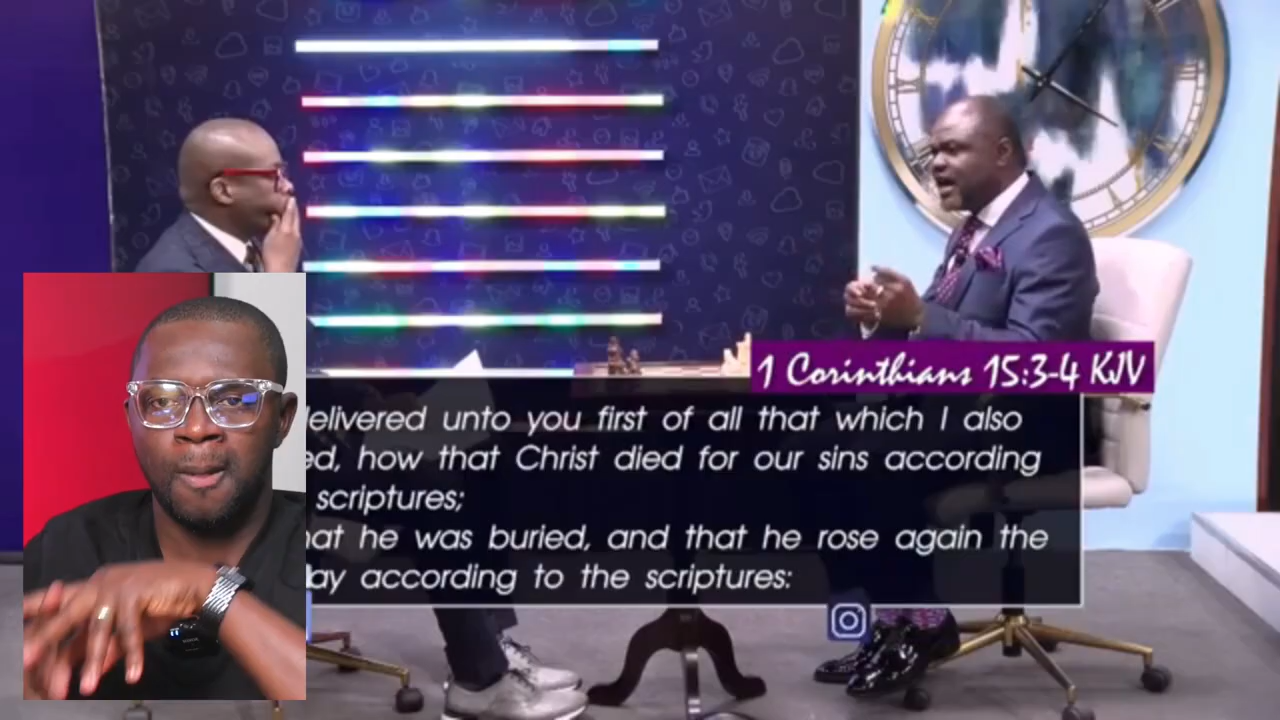 1 Corinthians 15:3-4 KJV
elivered unto you first of all that which I also
ed, how that Christ died for our sins according
scriptures;
hat he was buried, and that he rose again the
ay according to the scriptures: